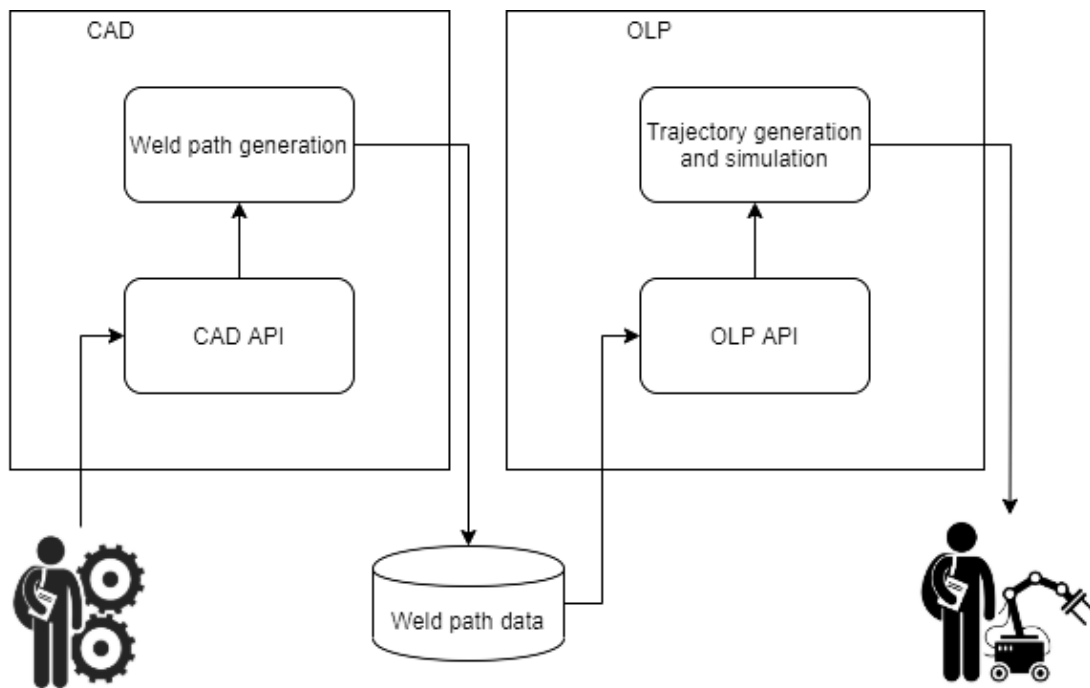 CAD
Weld path generation
CAD API
OLP
Trajectory generation
and simulation
OLP API
Weld path data